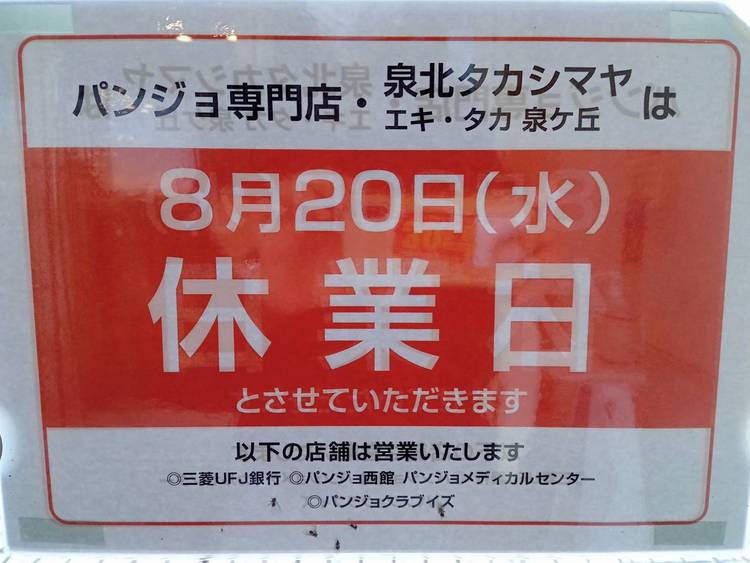 パンジョ専門店・泉北タカシマヤ エキ・タカ 泉ケ丘は
8月20日(水)
休業日
とさせていただきます
以下の店舗は営業いたします
◎三菱UFJ銀行 ◎パンジョ西館 パンジョメディカルセンター
◎パンジョクラブイズ